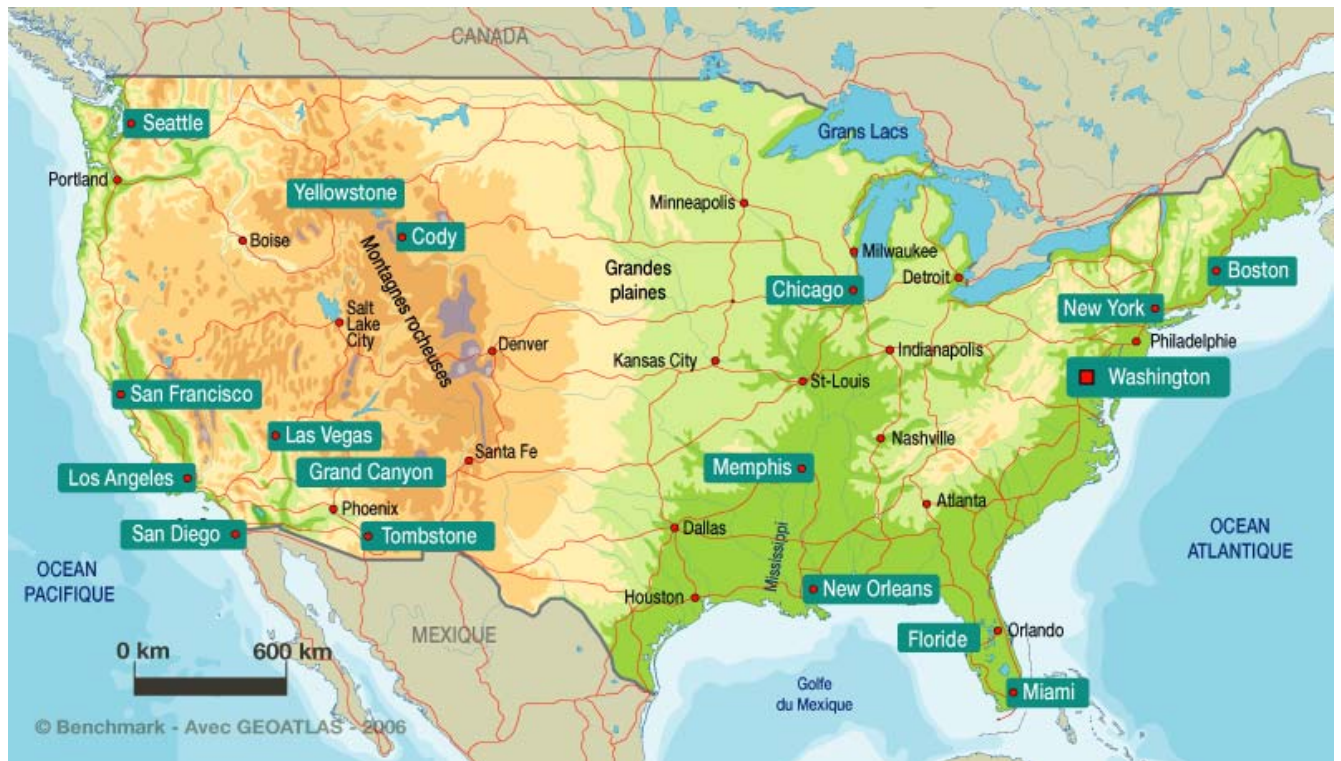 CANADA
Seattle
Grans Lacs
Portland
Yellowstone
Minneapolis
Cody
Boise
Milwaukee
Montagnes rocheuses
Grandes
plaines
Detroit
Boston
Chicago
New York
Salt
Lake
City
Denver
Philadelphie
Indianapolis
Kansas City
St-Louis
Washington
San Francisco
Las Vegas
Nashville
Santa Fe
Memphis
Grand Canyon
Los Angeles
Phoenix
Atlanta
San Diego
Tombstone
Dallas
OCEAN
ATLANTIQUE
Mississippi
OCEAN
PACIFIQUE
New Orleans
Houston
MEXIQUE
Floride
Orlando
0 km
600 km
Golfe
du Mexique
Miami
© Benchmark - Avec GEOATLAS - 2006